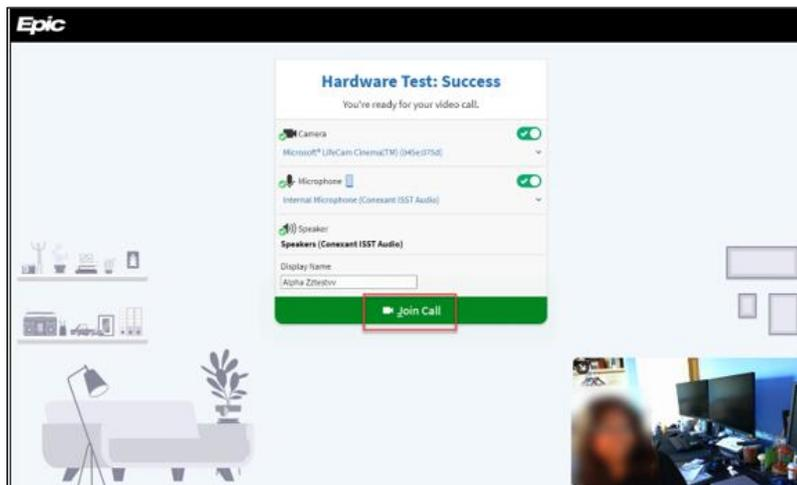 Epic
Hardware Test: Success
You're ready for your video call.
Camera
Microsoft® LifeCam Cinema(TM) (045e:075d)
Microphone
Internal Microphone (Conexant ISST Audio)
Speaker
Speakers (Conexant ISST Audio)
Display Name
Alpha Zztestvv
Join Call